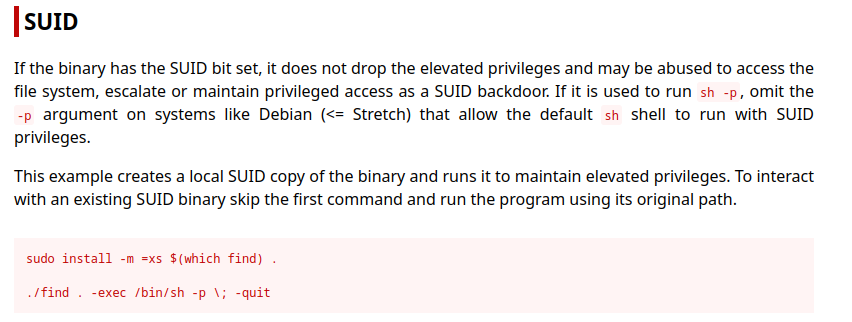 SUID
If the binary has the SUID bit set, it does not drop the elevated privileges and may be abused to access the
file system, escalate or maintain privileged access as a SUID backdoor. If it is used to run sh -p, omit the
-p argument on systems like Debian (<= Stretch) that allow the default sh shell to run with SUID
privileges.
This example creates a local SUID copy of the binary and runs it to maintain elevated privileges. To interact
with an existing SUID binary skip the first command and run the program using its original path.
sudo install -m =xs $(which find) .
./find . -exec /bin/sh -p \; -quit